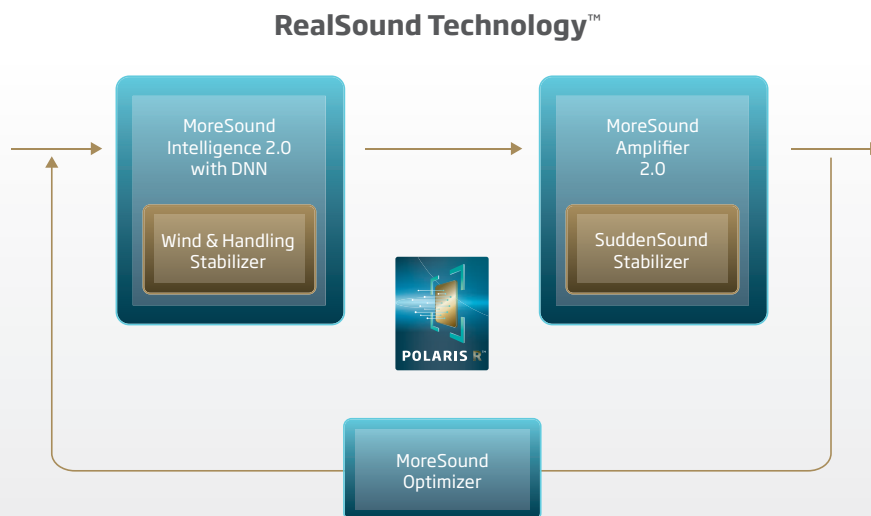 RealSound Technology™
MoreSound
Intelligence 2.0
with DNN
Wind & Handling
Stabilizer
MoreSound
Amplifier
2.0
SuddenSound
Stabilizer
POLARIS R™
MoreSound
Optimizer